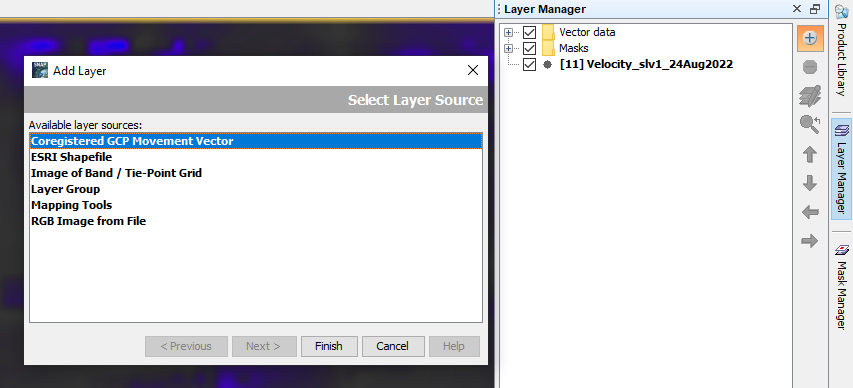 Layer Manager
Vector data
Masks
[11] Velocity_slv1_24Aug2022
Product Library
Layer Manager
Mask Manager
SNAP
Add Layer
Select Layer Source
Available layer sources:
Coregistered GCP Movement Vector
ESRI Shapefile
Image of Band / Tie-Point Grid
Layer Group
Mapping Tools
RGB Image from File
< Previous
Next >
Finish
Cancel
Help